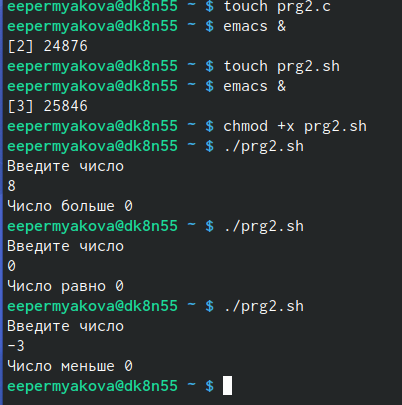 eepermyakova@dk8n55 ~ $ touch prg2.c
eepermyakova@dk8n55 ~ $ emacs &
[2] 24876
eepermyakova@dk8n55 ~ $ touch prg2.sh
eepermyakova@dk8n55 ~ $ emacs &
[3] 25846
eepermyakova@dk8n55 ~ $ chmod +x prg2.sh
eepermyakova@dk8n55 ~ $ ./prg2.sh
Введите число
8
Число больше 0
eepermyakova@dk8n55 ~ $ ./prg2.sh
Введите число
0
Число равно 0
eepermyakova@dk8n55 ~ $ ./prg2.sh
Введите число
-3
Число меньше 0
eepermyakova@dk8n55 ~ $